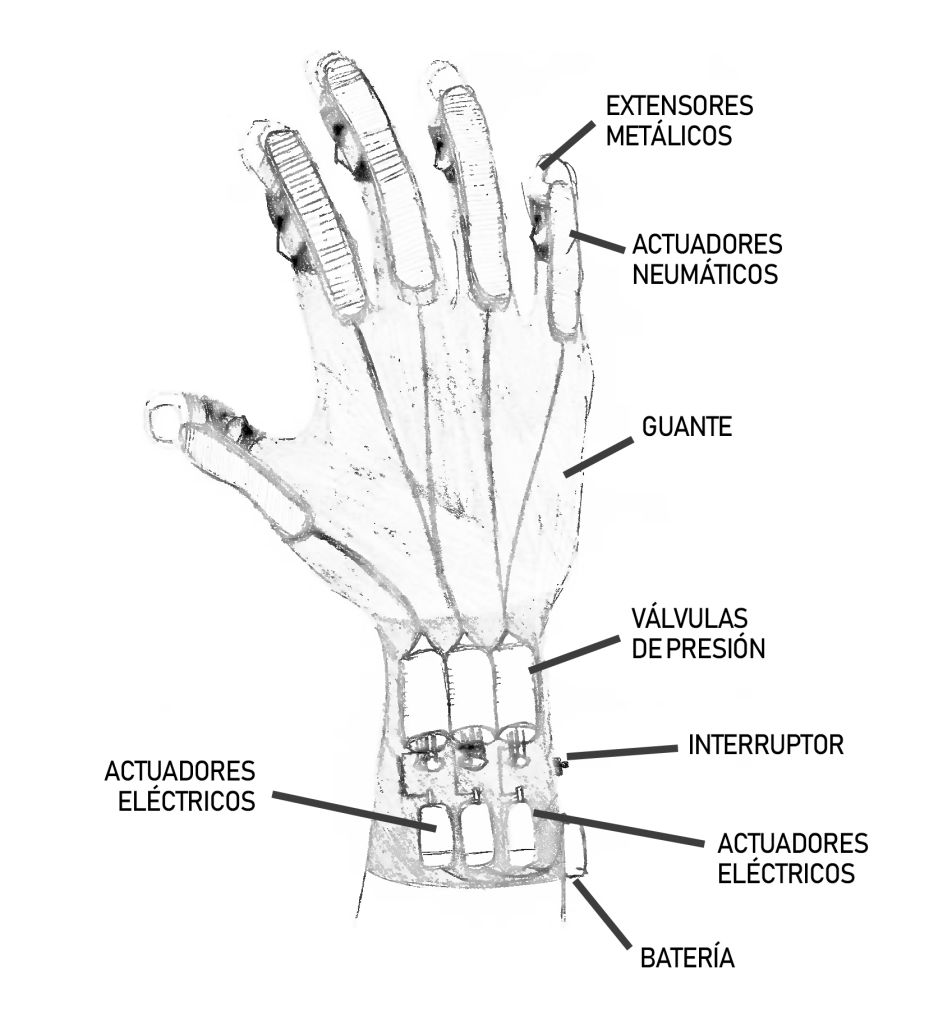 EXTENSORES
METÁLICOS
ACTUADORES
NEUMÁTICOS
GUANTE
VÁLVULAS
DE PRESIÓN
INTERRUPTOR
ACTUADORES
ELÉCTRICOS
ACTUADORES
ELÉCTRICOS
BATERÍA